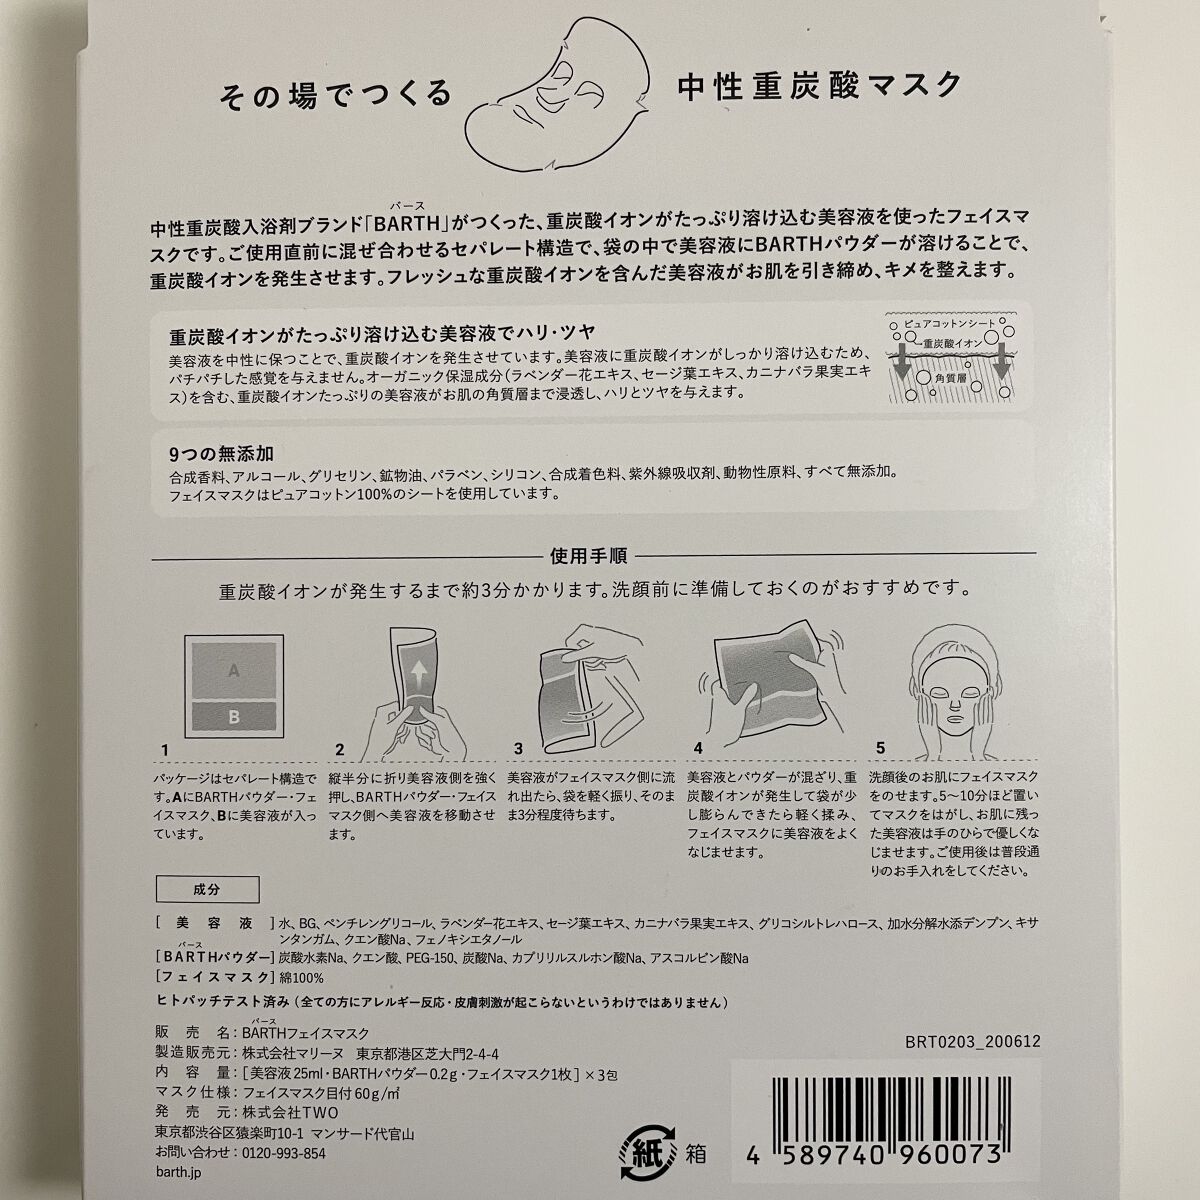 その場でつくる 中性重炭酸マスク
バース
中性重炭酸入浴剤ブランド「BARTH」がつくった、重炭酸イオンがたっぷり溶け込む美容液を使ったフェイスマ
スクです。ご使用直前に混ぜ合わせるセパレート構造で、袋の中で美容液にBARTHパウダーが溶けることで、
重炭酸イオンを発生させます。フレッシュな重炭酸イオンを含んだ美容液がお肌を引き締め、キメを整えます。
重炭酸イオンがたっぷり溶け込む美容液でハリ・ツヤ
美容液を中性に保つことで、重炭酸イオンを発生させています。美容液に重炭酸イオンがしっかり溶け込むため、
パチパチした感覚を与えません。オーガニック保湿成分(ラベンダー花エキス、セージ葉エキス、カニナバラ果実エキ
ス)を含む、重炭酸イオンたっぷりの美容液がお肌の角質層まで浸透し、ハリとツヤを与えます。
ピュアコットンシート
重炭酸イオン
角質層
9つの無添加
合成香料、アルコール、グリセリン、鉱物油、パラベン、シリコン、合成着色料、紫外線吸収剤、動物性原料、すべて無添加。
フェイスマスクはピュアコットン100%のシートを使用しています。
使用手順
重炭酸イオンが発生するまで約3分かかります。洗顔前に準備しておくのがおすすめです。
A
B
1
パッケージはセパレート構造で
す。AにBARTHパウダー・フェ
イスマスク、Bに美容液が入っ
ています。
2
縦半分に折り美容液側を強く
押し、BARTHパウダー・フェイス
マスク側へ美容液を移動させ
ます。
3
美容液がフェイスマスク側に流
れ出たら、袋を軽く振り、そのま
ま3分程度待ちます。
4
美容液とパウダーが混ざり、重
炭酸イオンが発生して袋が少
し膨らんできたら軽く揉み、
フェイスマスクに美容液をよく
なじませます。
5
洗顔後のお肌にフェイスマスク
をのせます。5〜10分ほど置い
てマスクをはがし、お肌に残っ
た美容液は手のひらで優しくな
じませます。ご使用後は普段通
りのお手入れをしてください。
成分
[美容液]水、BG、ペンチレングリコール、ラベンダー花エキス、セージ葉エキス、カニナバラ果実エキス、グリコシルトレハロース、加水分解水添デンプン、キサ
ンタンガム、クエン酸Na、フェノキシエタノール
バース
[BARTHパウダー]炭酸水素Na、クエン酸、PEG-150、炭酸Na、カプリリルスルホン酸Na、アスコルビン酸Na
[フェイスマスク]綿100%
ヒトパッチテスト済み(全ての方にアレルギー反応・皮膚刺激が起こらないというわけではありません)
バース
販売名:BARTHフェイスマスク
製造販売元:株式会社マリーヌ 東京都港区芝大門2-4-4
内容量:[美容液25ml・BARTHパウダー0.2g・フェイスマスク1枚]×3包
マスク仕様:フェイスマスク目付60g/㎡
発売元:株式会社TWO
東京都渋谷区猿楽町10-1 マンサード代官山
お問い合わせ:0120-993-854
barth.jp
BRT0203_200612
紙 箱
4 589740 960073